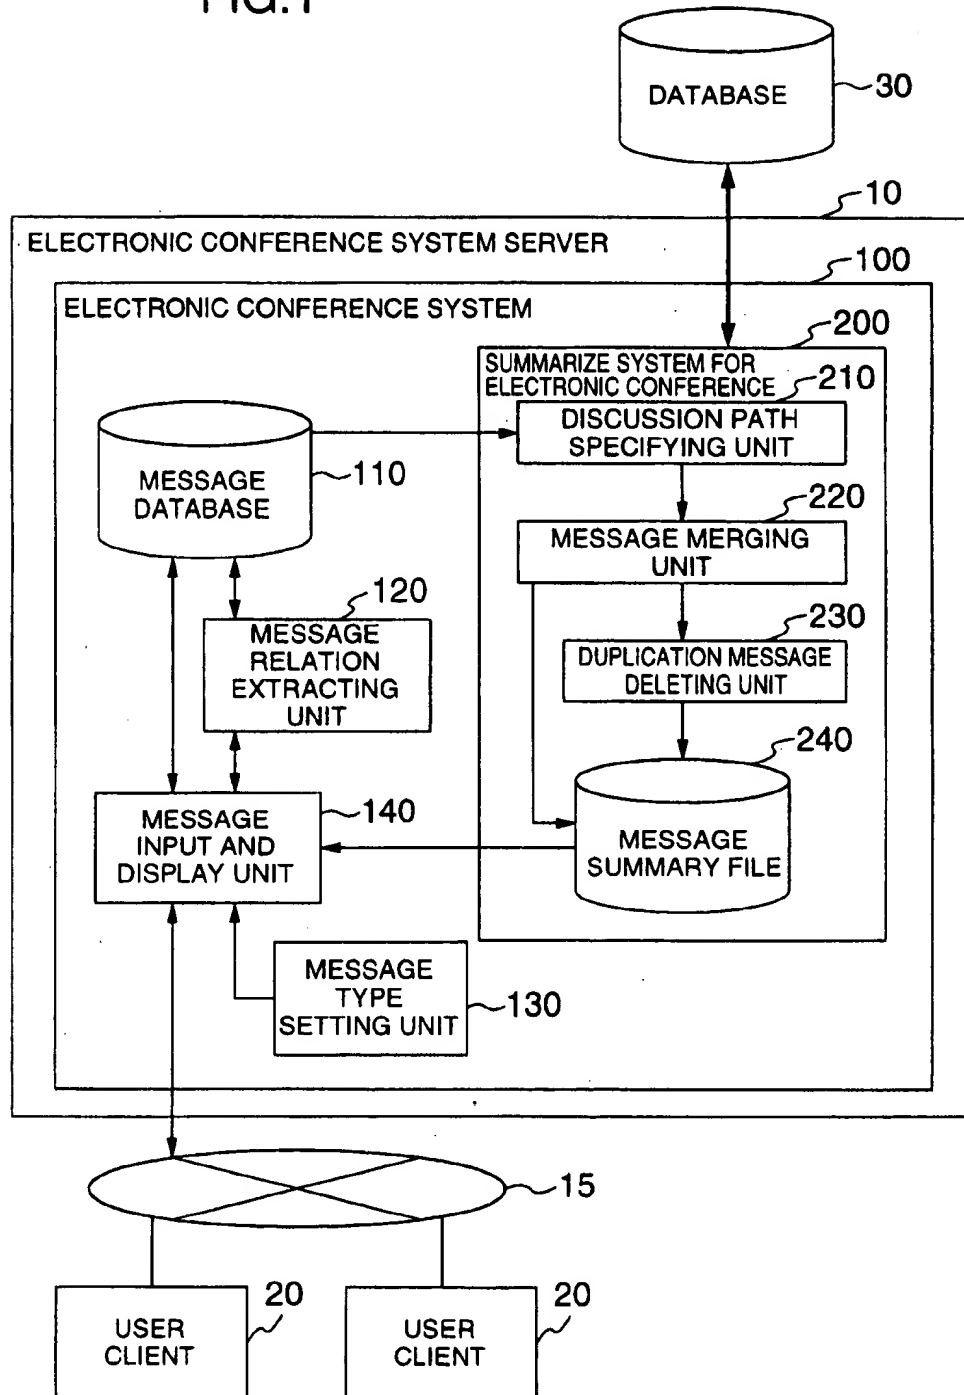 FIG.1
DATABASE
30
10
ELECTRONIC CONFERENCE SYSTEM SERVER
100
ELECTRONIC CONFERENCE SYSTEM
200
SUMMARIZE SYSTEM FOR
ELECTRONIC CONFERENCE
210
DISCUSSION PATH
SPECIFYING UNIT
MESSAGE
DATABASE
110
220
MESSAGE MERGING
UNIT
120
MESSAGE
RELATION
EXTRACTING
UNIT
230
DUPLICATION MESSAGE
DELETING UNIT
240
MESSAGE
SUMMARY FILE
MESSAGE
INPUT AND
DISPLAY UNIT
140
MESSAGE
TYPE
SETTING UNIT
130
15
20
USER
CLIENT
20
USER
CLIENT